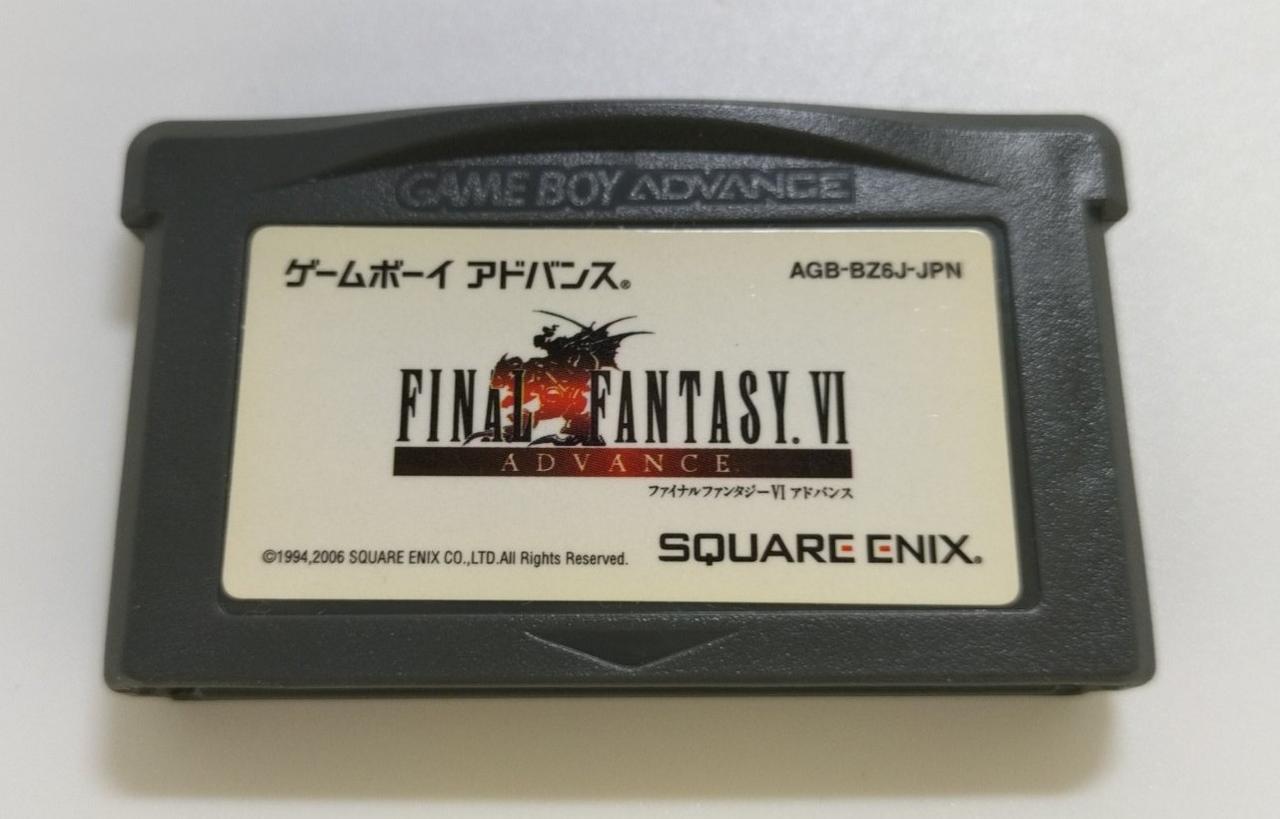 GAME BOY ADVANCE
ゲームボーイ アドバンス®
AGB-BZ6J-JPN
FINAL FANTASY. VI
ADVANCE
ファイナルファンタジーVI アドバンス
©1994,2006 SQUARE ENIX CO.,LTD.All Rights Reserved.
SQUARE ENIX®